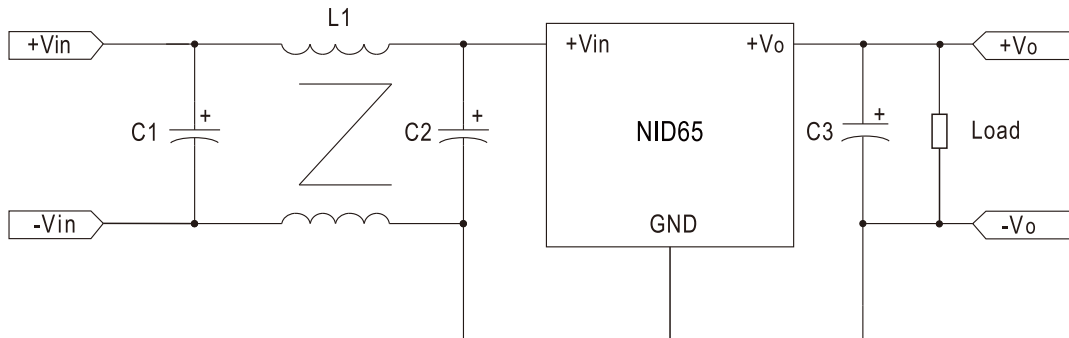 L1
+Vin
+Vin
+Vo
+Vo
+
C1
+
C2
NID65
+
C3
Load
-Vin
GND
-Vo